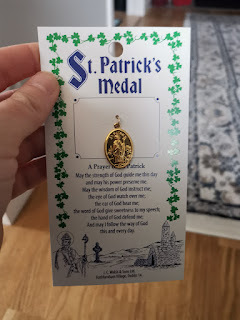 St. Patrick's
Medal
A Prayer to St. Patrick
May the strength of God guide me this day
and may his power preserve me;
May the wisdom of God instruct me,
the eye of God watch over me;
the ear of God hear me;
the word of God give sweetness to my speech;
the hand of God defend me;
And may I follow the way of God
this and every day.